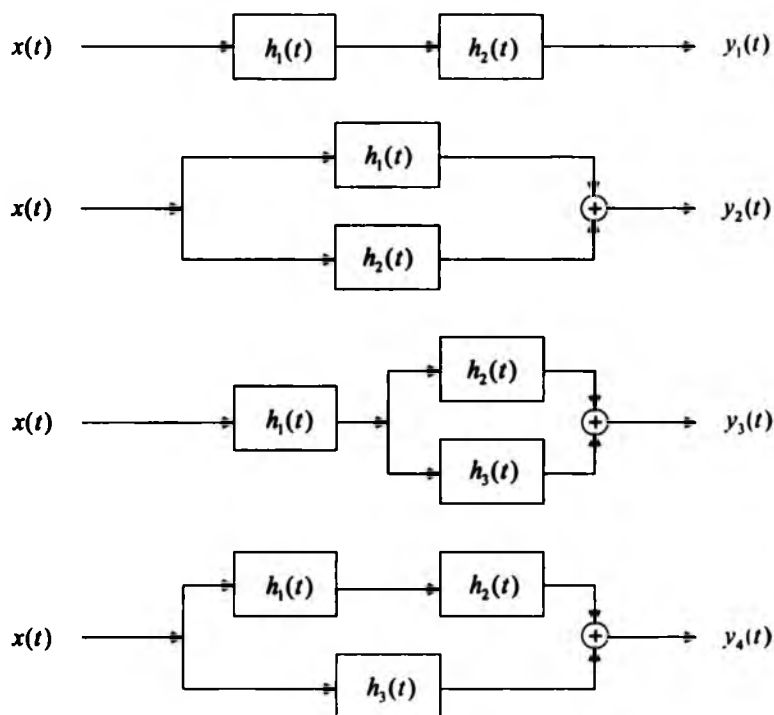 x(t) h₁(t) h₂(t) y₁(t)
h₁(t)
x(t) + y₂(t)
h₂(t)
h₂(t)
x(t) h₁(t) + y₃(t)
h₃(t)
h₁(t) h₂(t)
x(t) + y₄(t)
h₃(t)